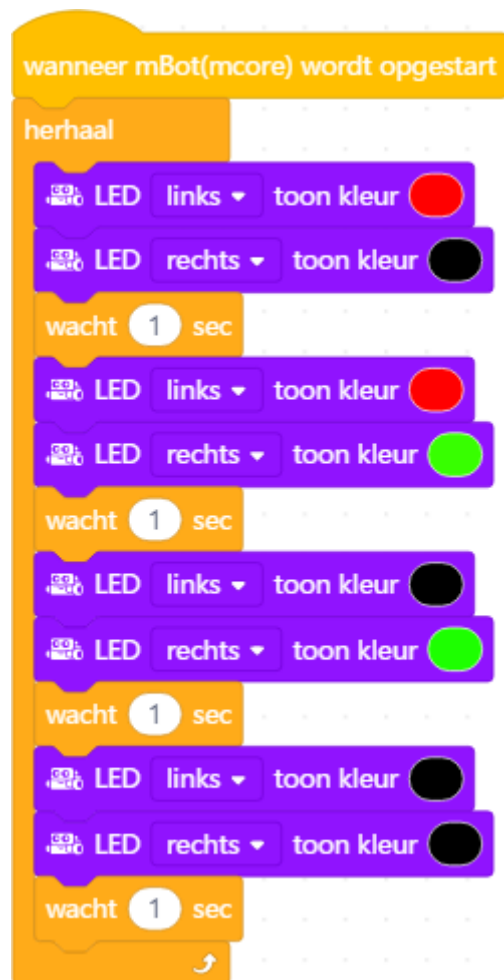 wanneer mBot(mcore) wordt opgestart
herhaal
LED links toon kleur
LED rechts toon kleur
wacht 1 sec
LED links toon kleur
LED rechts toon kleur
wacht 1 sec
LED links toon kleur
LED rechts toon kleur
wacht 1 sec
LED links toon kleur
LED rechts toon kleur
wacht 1 sec